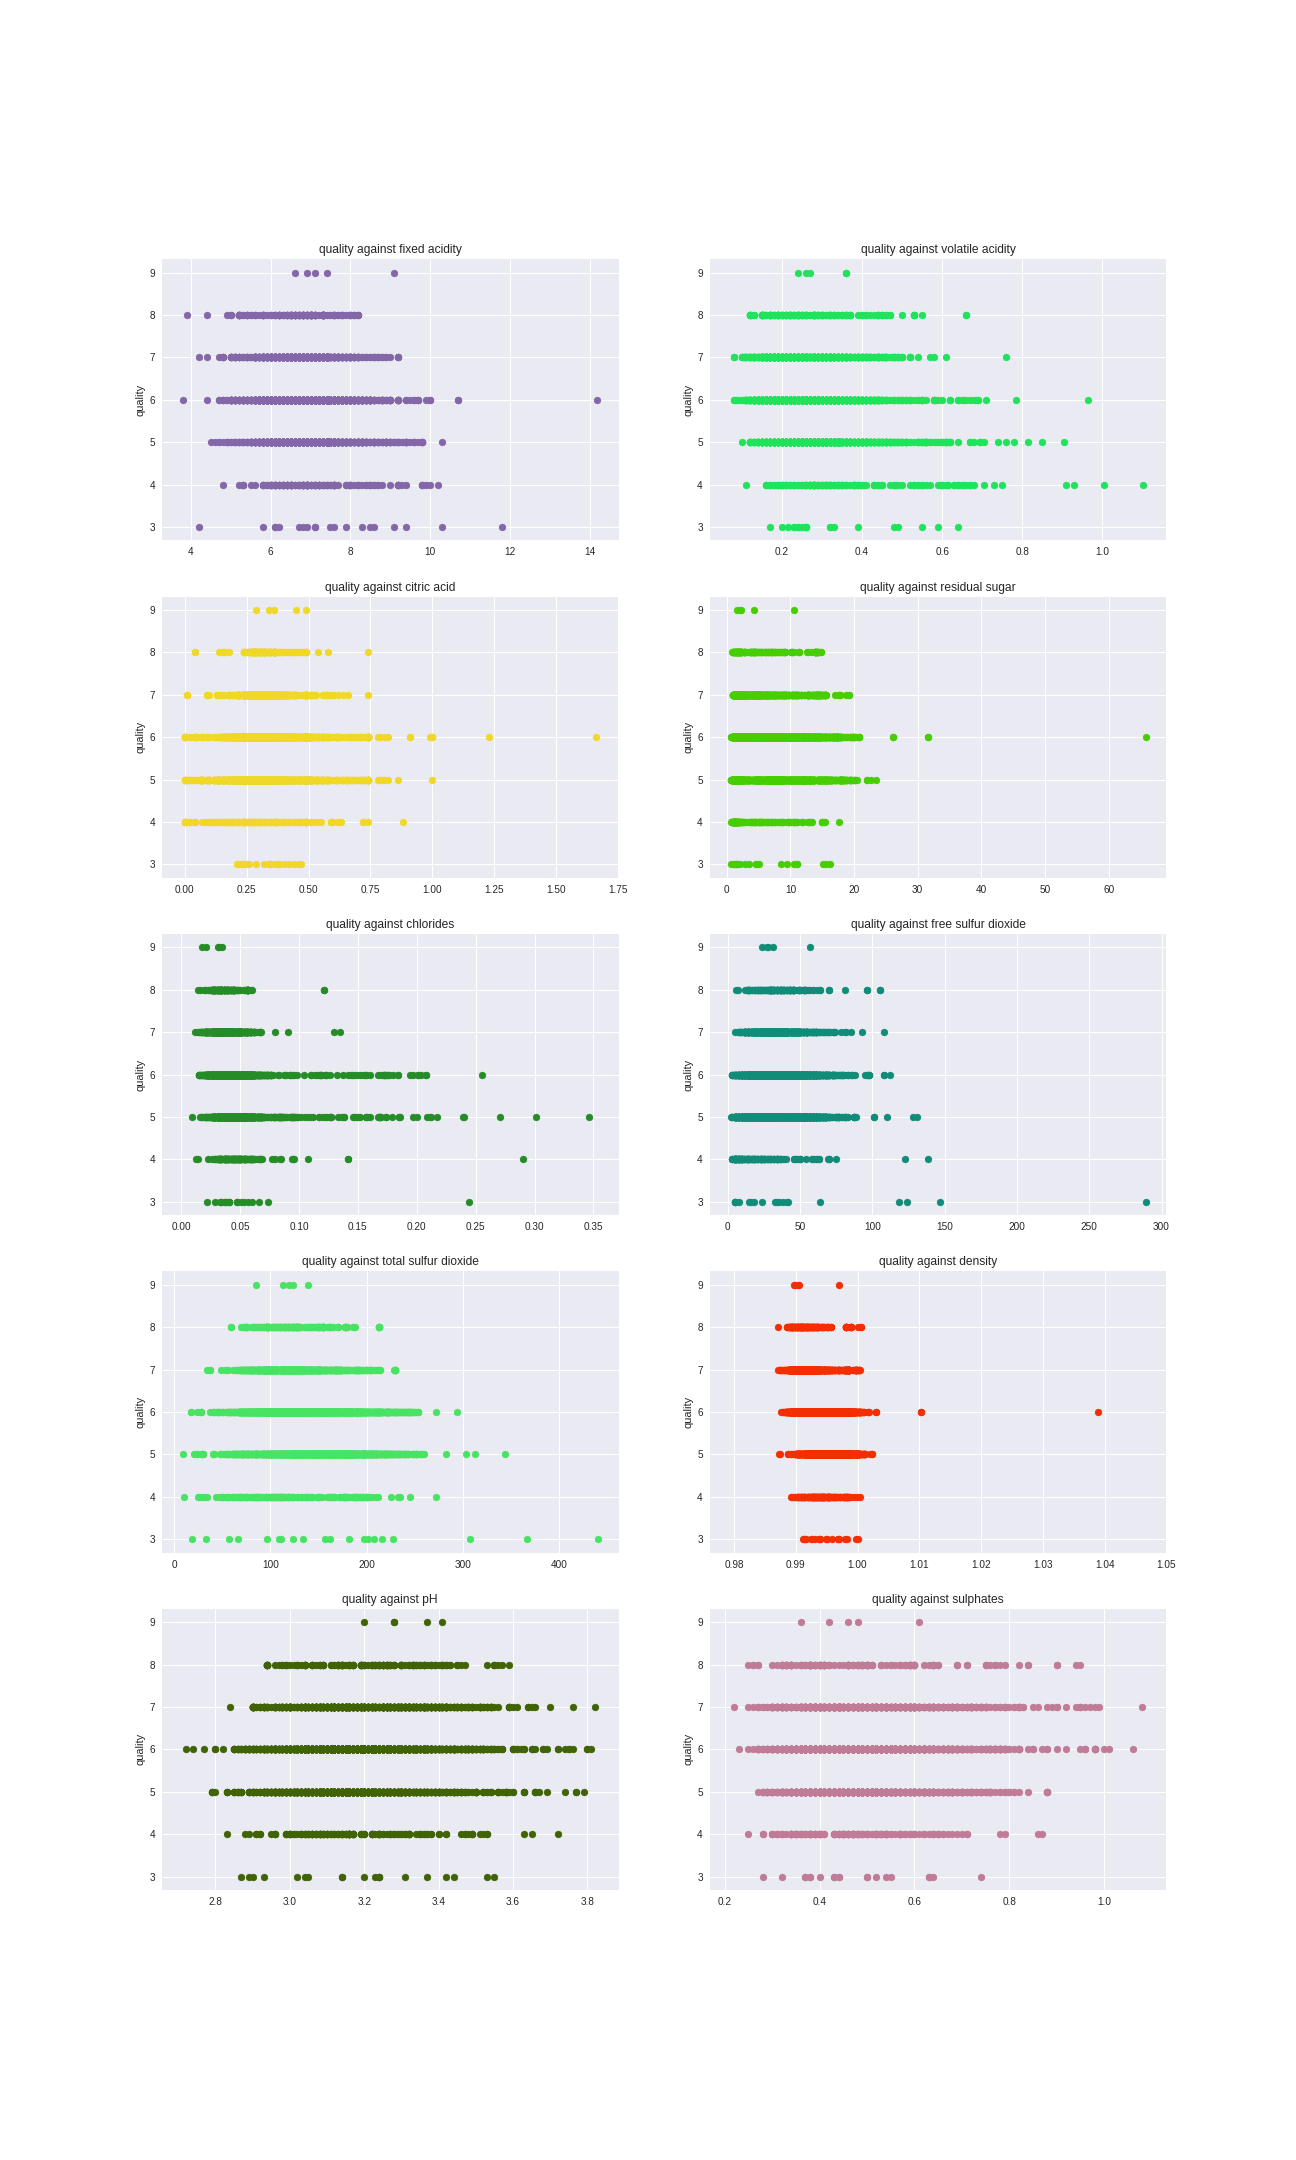 quality against fixed acidity
quality
9
8
7
6
5
4
3
4 6 8 10 12 14
quality against volatile acidity
quality
9
8
7
6
5
4
3
0.2 0.4 0.6 0.8 1.0
quality against citric acid
quality
9
8
7
6
5
4
3
0.00 0.25 0.50 0.75 1.00 1.25 1.50 1.75
quality against residual sugar
quality
9
8
7
6
5
4
3
0 10 20 30 40 50 60
quality against chlorides
quality
9
8
7
6
5
4
3
0.00 0.05 0.10 0.15 0.20 0.25 0.30 0.35
quality against free sulfur dioxide
quality
9
8
7
6
5
4
3
0 50 100 150 200 250 300
quality against total sulfur dioxide
quality
9
8
7
6
5
4
3
0 100 200 300 400
quality against density
quality
9
8
7
6
5
4
3
0.98 0.99 1.00 1.01 1.02 1.03 1.04 1.05
quality against pH
quality
9
8
7
6
5
4
3
2.8 3.0 3.2 3.4 3.6 3.8
quality against sulphates
quality
9
8
7
6
5
4
3
0.2 0.4 0.6 0.8 1.0